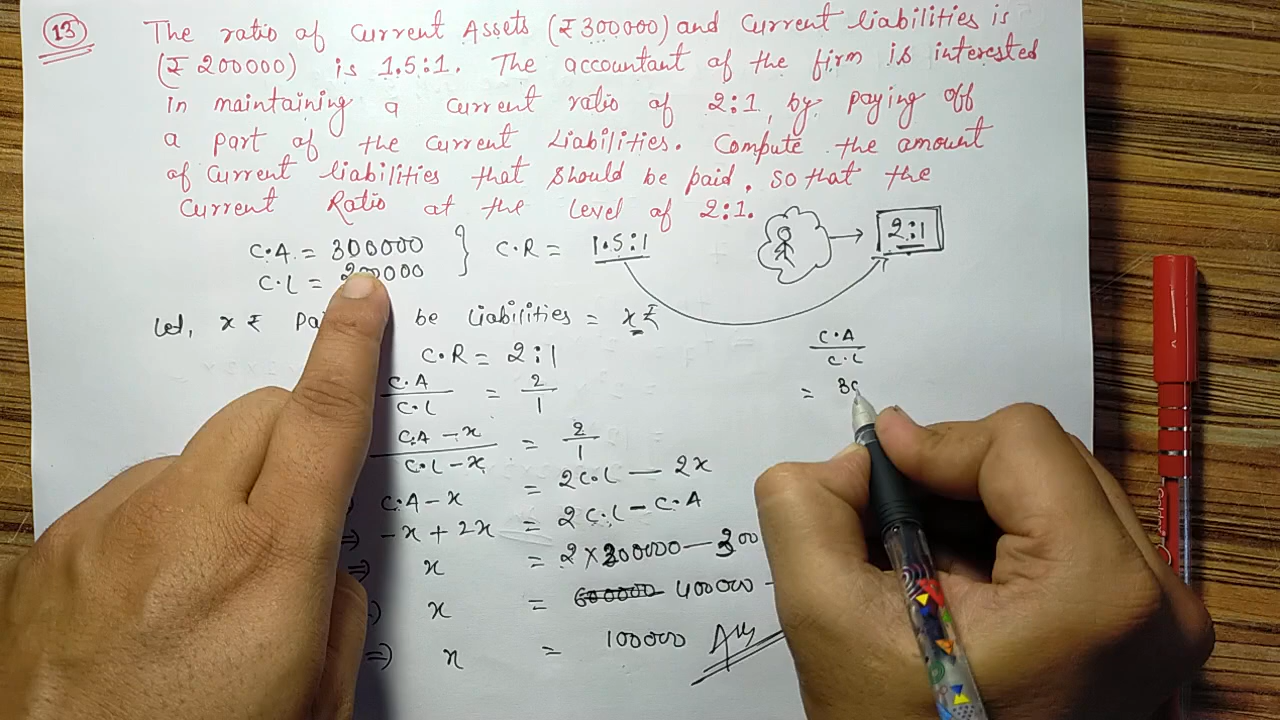 13
The ratio of Current Assets (₹300000) and Current liabilities is
(₹ 200000) is 1.5:1. The accountant of the firm is interested
In maintaining a current ratio of 2:1, by paying off
a part of the current Liabilities. Compute the amount
of Current liabilities that should be paid, so that the
Current Ratio at the level of 2:1.
C.A. = 300000 } C.R = 1.5:1
C.L = 200000
2:1
Let, x ₹ be Liabilities = x ₹
C.R = 2:1
C.A / C.L = 2/1
C.A - x / C.L - x = 2/1
C.A - x = 2C.L - 2x
⇒ -x + 2x = 2C.L - C.A
⇒ x = 2 × 200000 - 300
⇒ x = 600000 400000 -
⇒ x = 100000 Ans
C.A / C.L
= 30